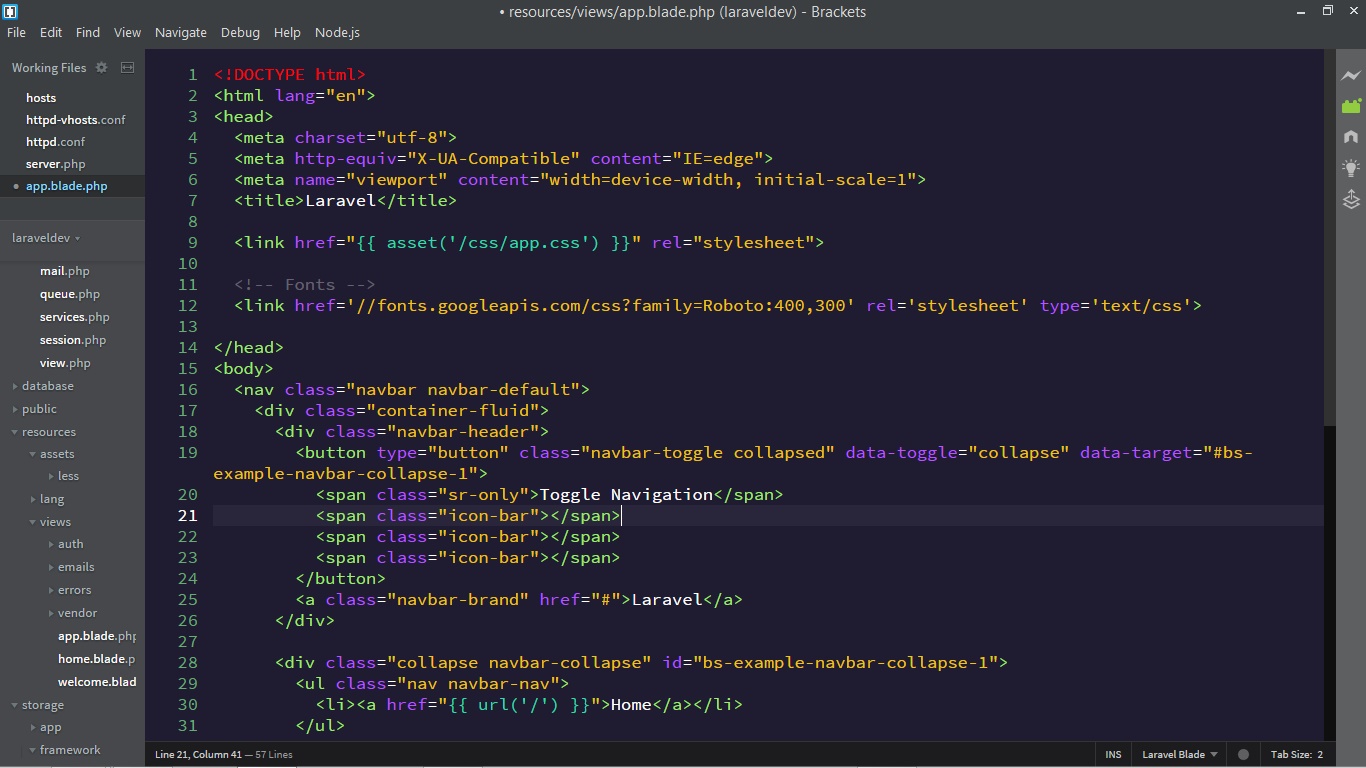 • resources/views/app.blade.php (laraveldev) - Brackets
File Edit Find View Navigate Debug Help Node.js
Working Files
hosts
httpd-vhosts.conf
httpd.conf
server.php
• app.blade.php
laraveldev
mail.php
queue.php
services.php
session.php
view.php
database
public
resources
assets
less
lang
views
auth
emails
errors
vendor
app.blade.php
home.blade.p
welcome.blad
storage
app
framework
1 <!DOCTYPE html>
2 <html lang="en">
3 <head>
4   <meta charset="utf-8">
5   <meta http-equiv="X-UA-Compatible" content="IE=edge">
6   <meta name="viewport" content="width=device-width, initial-scale=1">
7   <title>Laravel</title>
8
9   <link href="{{ asset('/css/app.css') }}" rel="stylesheet">
10
11   <!-- Fonts -->
12   <link href='//fonts.googleapis.com/css?family=Roboto:400,300' rel='stylesheet' type='text/css'>
13
14 </head>
15 <body>
16   <nav class="navbar navbar-default">
17     <div class="container-fluid">
18       <div class="navbar-header">
19         <button type="button" class="navbar-toggle collapsed" data-toggle="collapse" data-target="#bs-
example-navbar-collapse-1">
20           <span class="sr-only">Toggle Navigation</span>
21           <span class="icon-bar"></span>
22           <span class="icon-bar"></span>
23           <span class="icon-bar"></span>
24         </button>
25         <a class="navbar-brand" href="#">Laravel</a>
26       </div>
27
28       <div class="collapse navbar-collapse" id="bs-example-navbar-collapse-1">
29         <ul class="nav navbar-nav">
30           <li><a href="{{ url('/') }}">Home</a></li>
31         </ul>
Line 21, Column 41 — 57 Lines
INS Laravel Blade Tab Size: 2